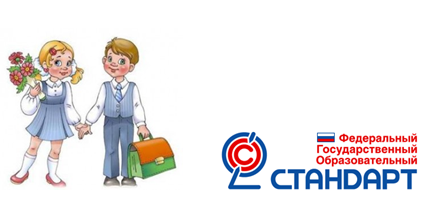 Федеральный
Государственный
Образовательный
СТАНДАРТ